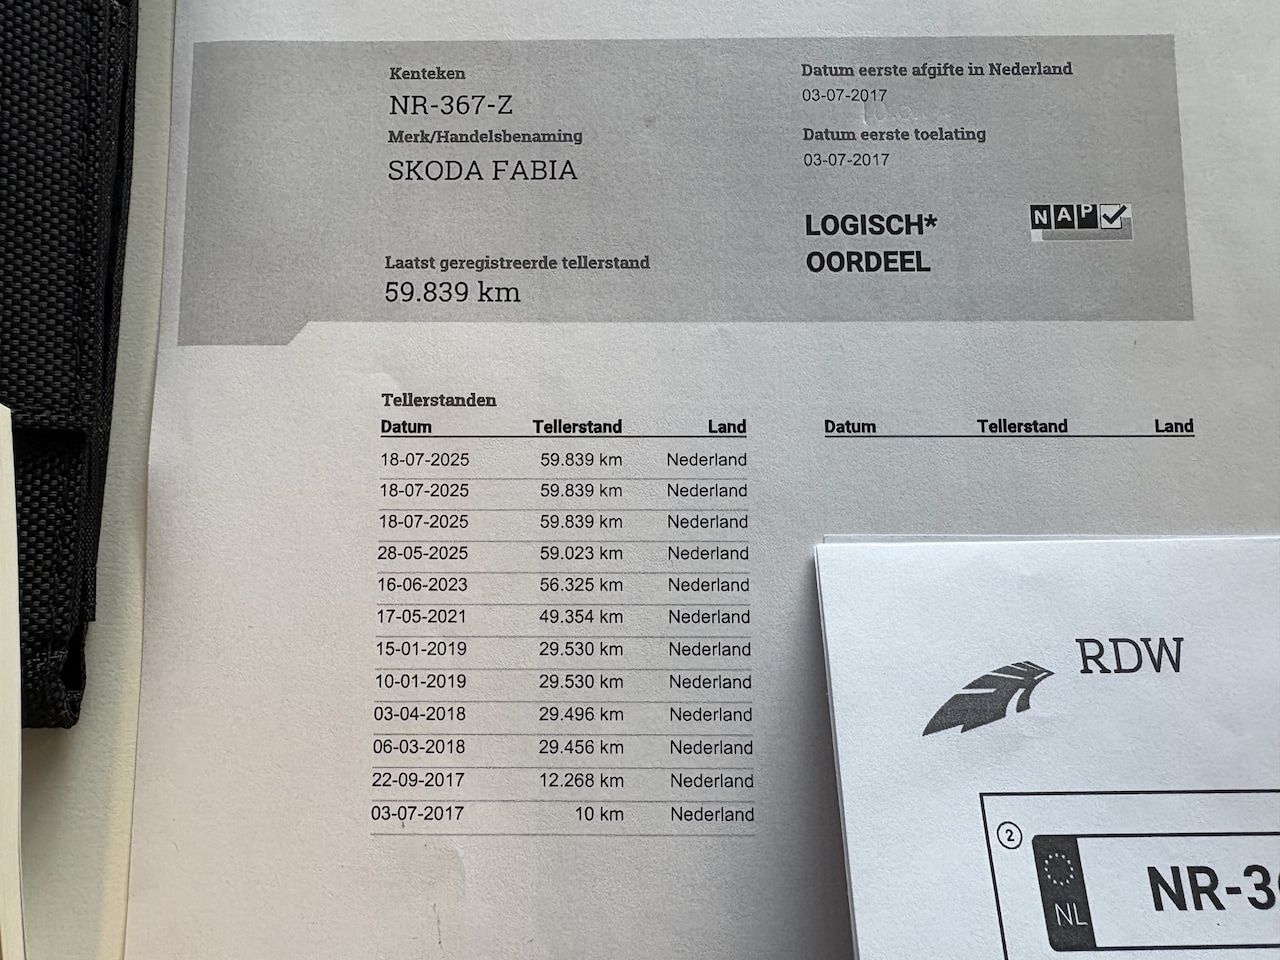 Kenteken
NR-367-Z
Merk/Handelsbenaming
SKODA FABIA
Laatst geregistreerde tellerstand
59.839 km
Datum eerste afgifte in Nederland
03-07-2017
Datum eerste toelating
03-07-2017
LOGISCH*
OORDEEL
NAP
Tellerstanden
Datum Tellerstand Land
18-07-2025 59.839 km Nederland
18-07-2025 59.839 km Nederland
18-07-2025 59.839 km Nederland
28-05-2025 59.023 km Nederland
16-06-2023 56.325 km Nederland
17-05-2021 49.354 km Nederland
15-01-2019 29.530 km Nederland
10-01-2019 29.530 km Nederland
03-04-2018 29.496 km Nederland
06-03-2018 29.456 km Nederland
22-09-2017 12.268 km Nederland
03-07-2017 10 km Nederland
Datum Tellerstand Land
RDW
2
NL
NR-3